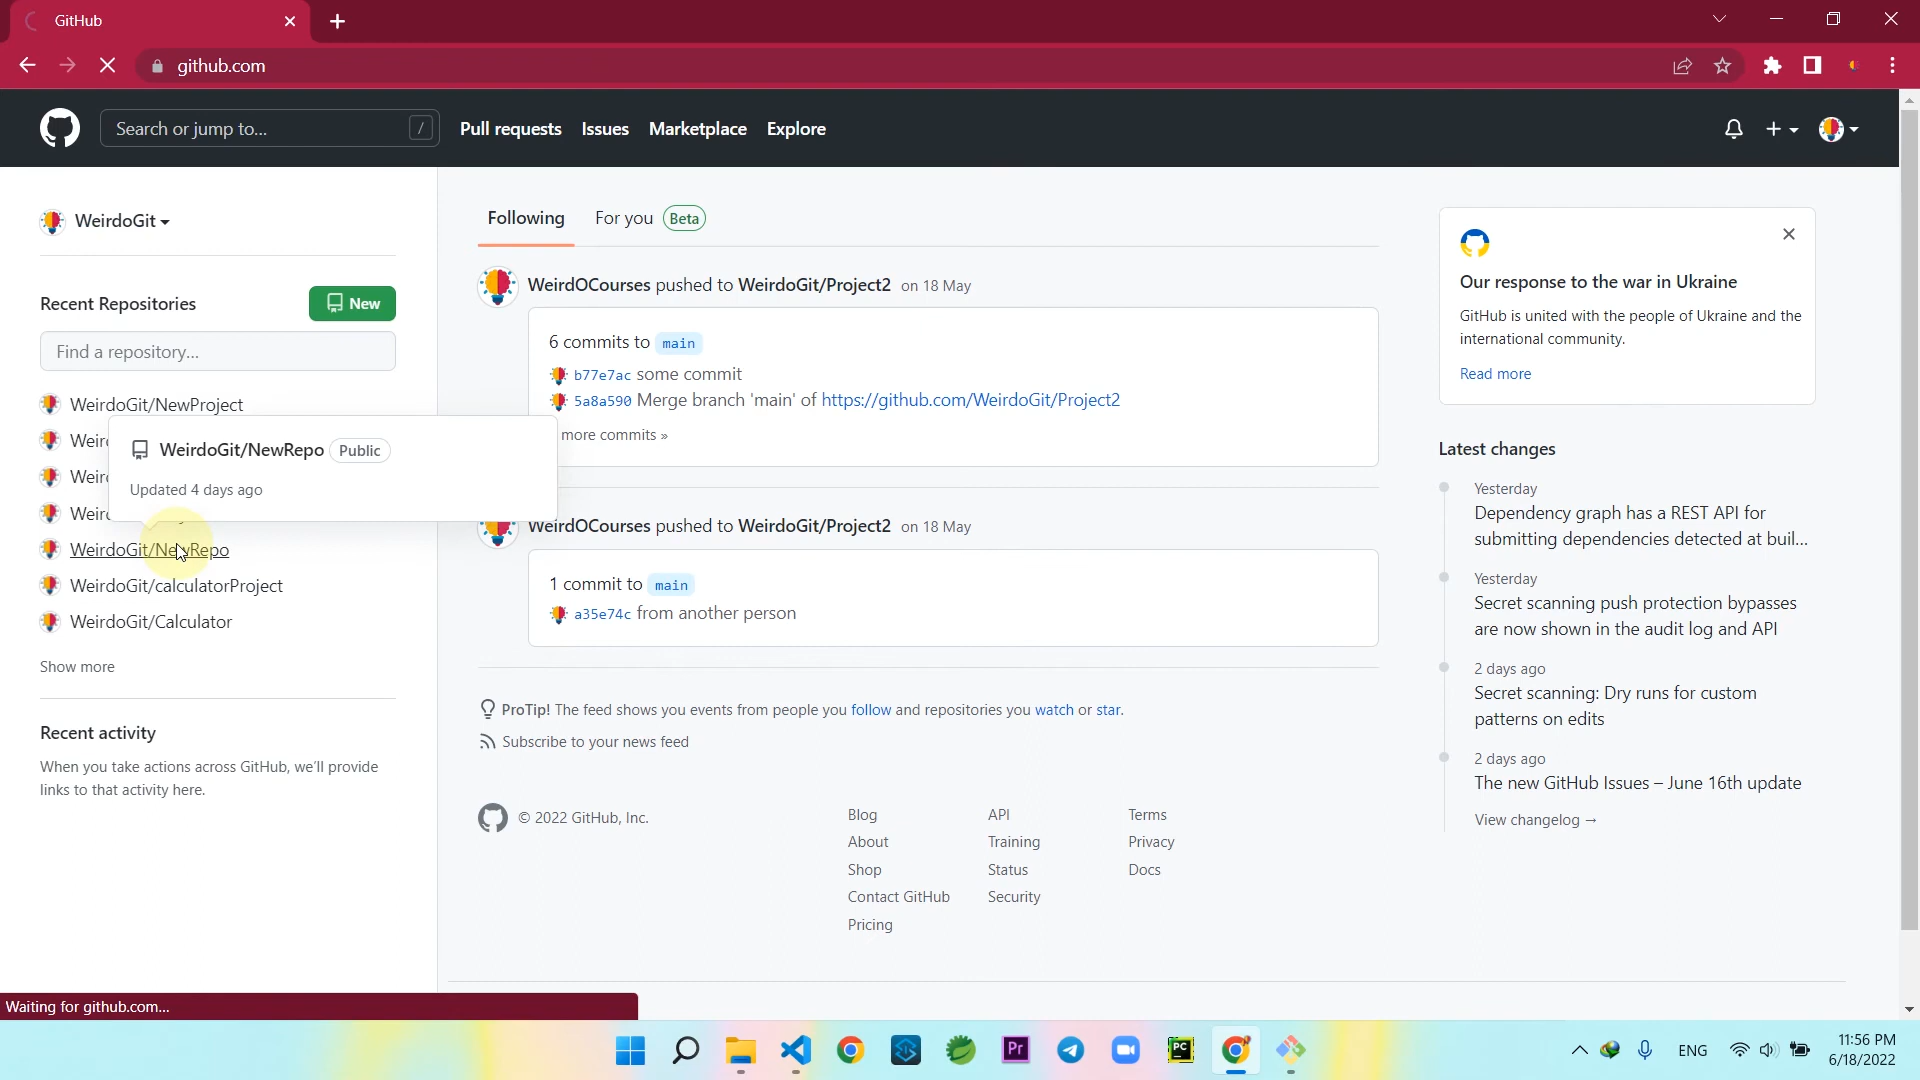 GitHub
github.com
Search or jump to... /
Pull requests Issues Marketplace Explore
WeirdoGit
Recent Repositories
New
Find a repository...
WeirdoGit/NewProject
WeirdoGit/NewRepo Public
Updated 4 days ago
WeirdoGit/NewRepo
WeirdoGit/calculatorProject
WeirdoGit/Calculator
Show more
Recent activity
When you take actions across GitHub, we'll provide
links to that activity here.
Following For you Beta
WeirdOCourses pushed to WeirdoGit/Project2 on 18 May
6 commits to main
b77e7ac some commit
5a8a590 Merge branch 'main' of https://github.com/WeirdoGit/Project2
more commits »
WeirdOCourses pushed to WeirdoGit/Project2 on 18 May
1 commit to main
a35e74c from another person
ProTip! The feed shows you events from people you follow and repositories you watch or star.
Subscribe to your news feed
© 2022 GitHub, Inc.
Blog
About
Shop
Contact GitHub
Pricing
API
Training
Status
Security
Terms
Privacy
Docs
Our response to the war in Ukraine
GitHub is united with the people of Ukraine and the
international community.
Read more
Latest changes
Yesterday
Dependency graph has a REST API for
submitting dependencies detected at buil...
Yesterday
Secret scanning push protection bypasses
are now shown in the audit log and API
2 days ago
Secret scanning: Dry runs for custom
patterns on edits
2 days ago
The new GitHub Issues – June 16th update
View changelog →
Waiting for github.com...
Pr
PC
ENG
11:56 PM
6/18/2022